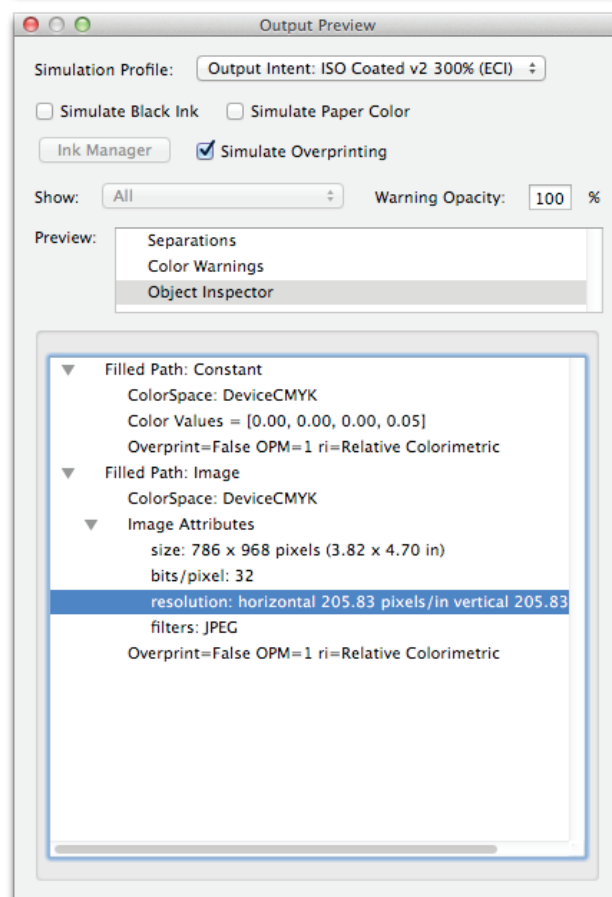 Output Preview
Simulation Profile: Output Intent: ISO Coated v2 300% (ECI)
Simulate Black Ink Simulate Paper Color
Ink Manager Simulate Overprinting
Show: All Warning Opacity: 100 %
Preview: Separations
Color Warnings
Object Inspector
Filled Path: Constant
ColorSpace: DeviceCMYK
Color Values = [0.00, 0.00, 0.00, 0.05]
Overprint=False OPM=1 ri=Relative Colorimetric
Filled Path: Image
ColorSpace: DeviceCMYK
Image Attributes
size: 786 x 968 pixels (3.82 x 4.70 in)
bits/pixel: 32
resolution: horizontal 205.83 pixels/in vertical 205.83
filters: JPEG
Overprint=False OPM=1 ri=Relative Colorimetric